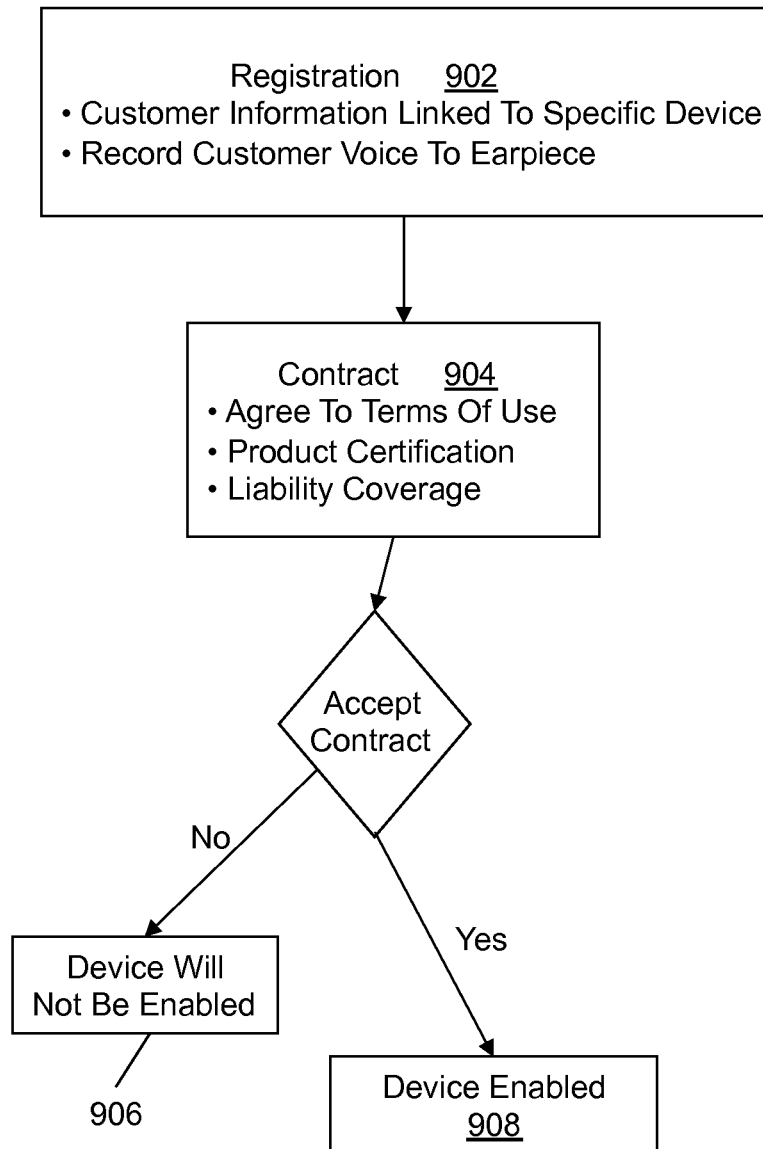 Registration 902
• Customer Information Linked To Specific Device
• Record Customer Voice To Earpiece
Contract 904
• Agree To Terms Of Use
• Product Certification
• Liability Coverage
Accept
Contract
No
Yes
Device Will
Not Be Enabled
906
Device Enabled
908